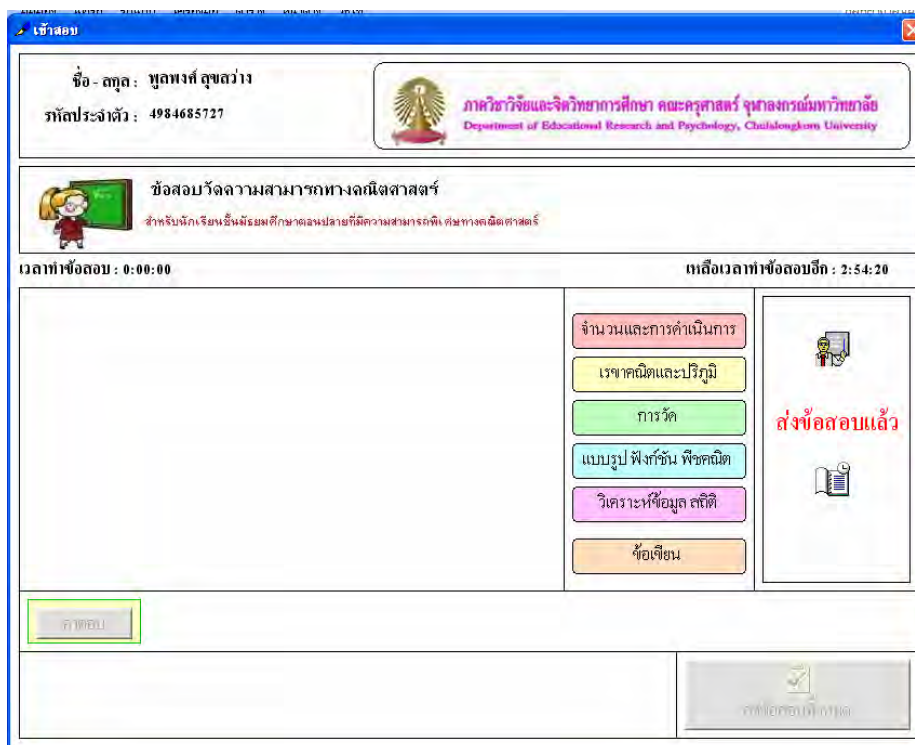 เข้าสอบ
ชื่อ - สกุล : พูลพงศ์ สุขสว่าง
รหัสประจำตัว : 4984685727
ภาควิชาวิจัยและจิตวิทยาการศึกษา คณะครุศาสตร์ จุฬาลงกรณ์มหาวิทยาลัย
Department of Educational Research and Psychology, Chulalongkorn University
ข้อสอบวัดความสามารถทางคณิตศาสตร์
สำหรับนักเรียนชั้นมัธยมศึกษาตอนปลายที่มีความสามารถพิเศษทางคณิตศาสตร์
เวลาทำข้อสอบ : 0:00:00
เหลือเวลาทำข้อสอบอีก : 2:54:20
จำนวนและการดำเนินการ
เรขาคณิตและปริภูมิ
การวัด
แบบรูป ฟังก์ชัน พีชคณิต
วิเคราะห์ข้อมูล สถิติ
ข้อเขียน
ส่งข้อสอบแล้ว
คำตอบ